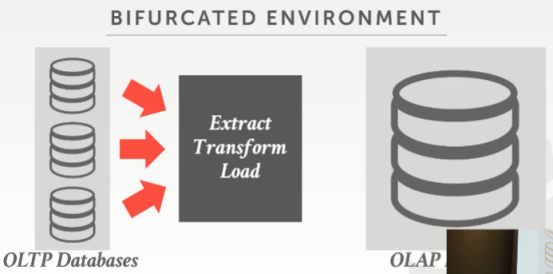 BIFURCATED ENVIRONMENT
Extract
Transform
Load
OLTP Databases
OLAP